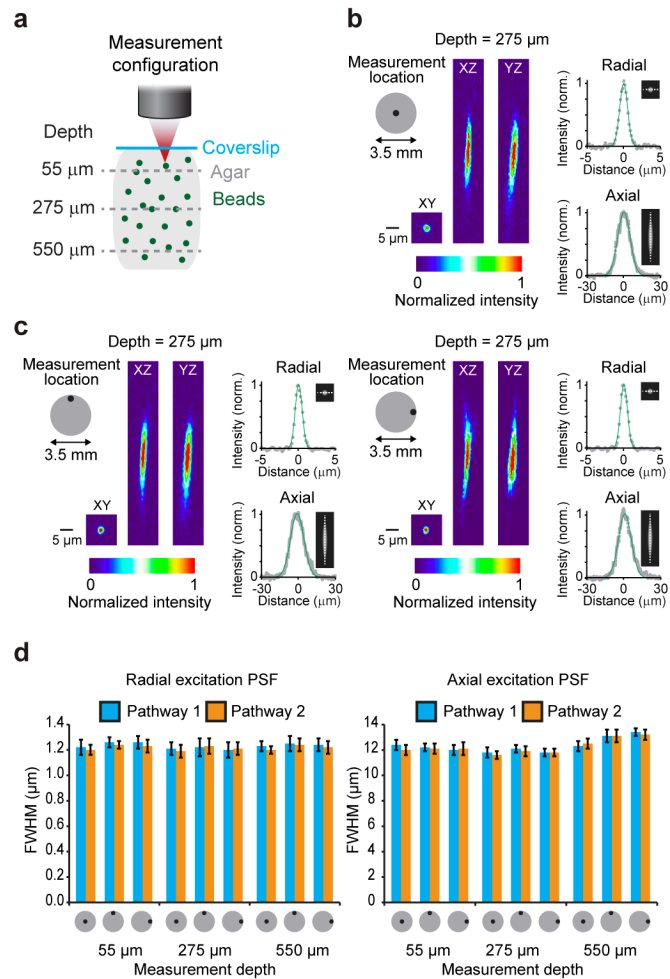 a
Measurement
configuration
Depth
Coverslip
55 µm
Agar
275 µm
Beads
550 µm
b
Depth = 275 µm
Measurement
location
3.5 mm
XZ
YZ
XY
5 µm
0
1
Normalized intensity
Radial
Intensity (norm.)
1
0
-5
0
5
Distance (µm)
Axial
Intensity (norm.)
1
0
-30
0
30
Distance (µm)
c
Depth = 275 µm
Measurement
location
3.5 mm
XZ
YZ
XY
5 µm
0
1
Normalized intensity
Radial
Intensity (norm.)
1
0
-5
0
5
Distance (µm)
Axial
Intensity (norm.)
1
0
-30
0
30
Distance (µm)
Depth = 275 µm
Measurement
location
3.5 mm
XZ
YZ
XY
5 µm
0
1
Normalized intensity
Radial
Intensity (norm.)
1
0
-5
0
5
Distance (µm)
Axial
Intensity (norm.)
1
0
-30
0
30
Distance (µm)
d
Radial excitation PSF
Pathway 1
Pathway 2
FWHM (µm)
1.4
1.2
1.0
0.8
0.6
0.4
0.2
0.0
55 µm
275 µm
550 µm
Measurement depth
Axial excitation PSF
Pathway 1
Pathway 2
FWHM (µm)
14
12
10
8
6
4
2
0
55 µm
275 µm
550 µm
Measurement depth